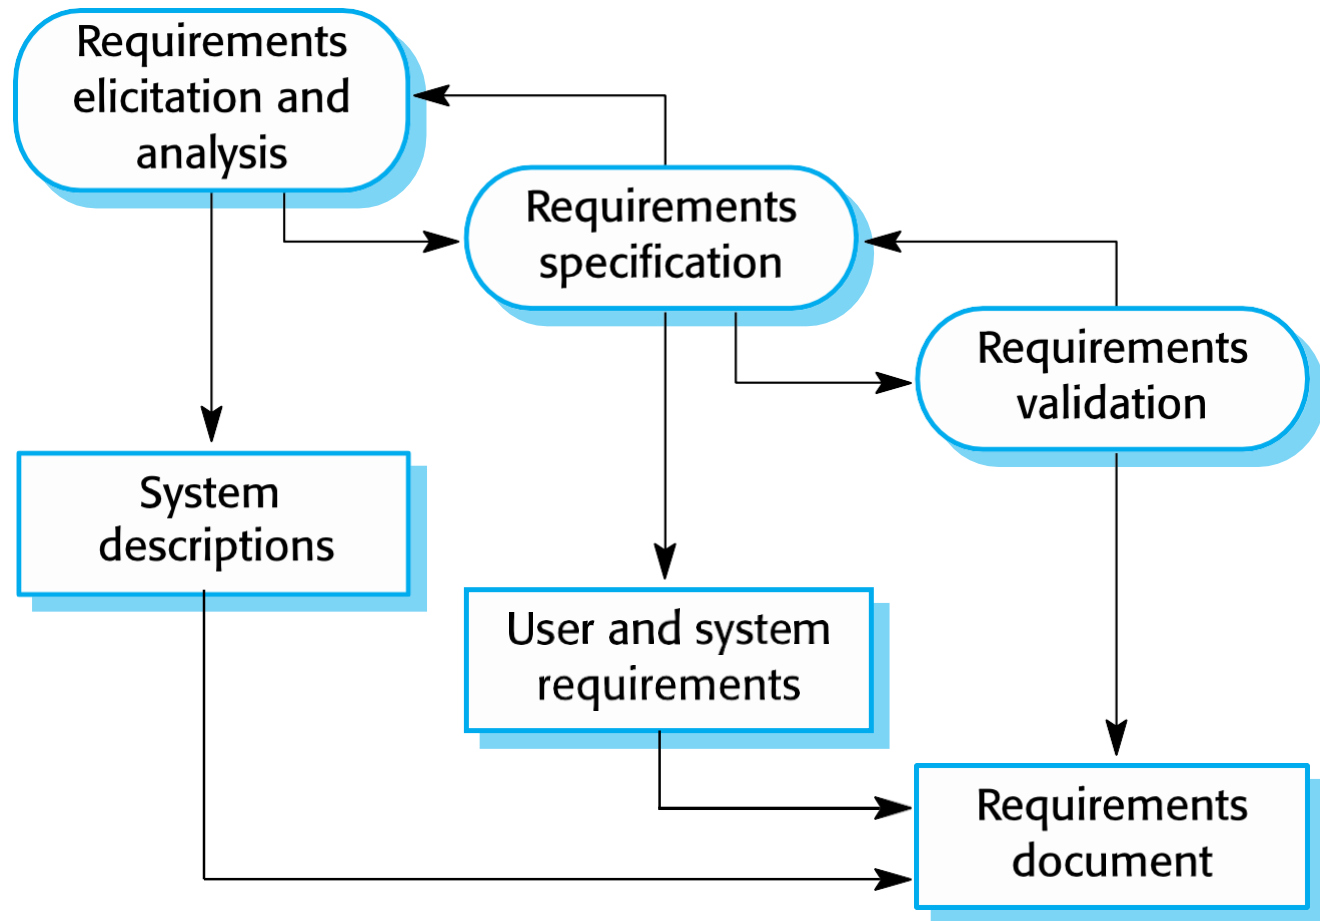 Requirements
elicitation and
analysis
Requirements
specification
Requirements
validation
System
descriptions
User and system
requirements
Requirements
document